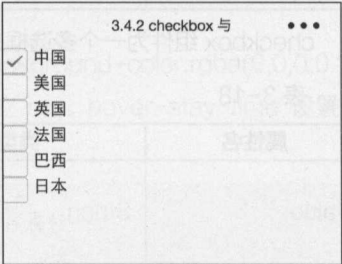 3.4.2 checkbox 与
中国
美国
英国
法国
巴西
日本